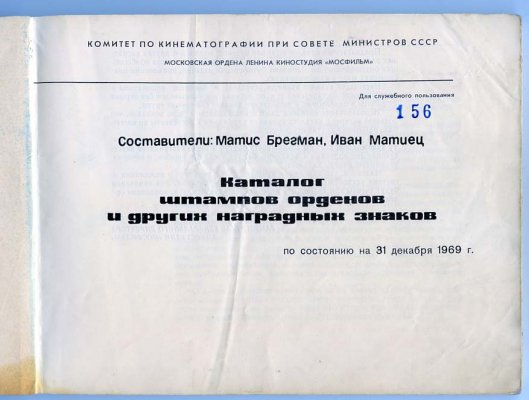 КОМИТЕТ ПО КИНЕМАТОГРАФИИ ПРИ СОВЕТЕ МИНИСТРОВ СССР
МОСКОВСКАЯ ОРДЕНА ЛЕНИНА КИНОСТУДИЯ «МОСФИЛЬМ»
Для служебного пользования
156
Составители: Матис Брегман, Иван Матиец
Каталог
штампов орденов
и других наградных знаков
по состоянию на 31 декабря 1969 г.